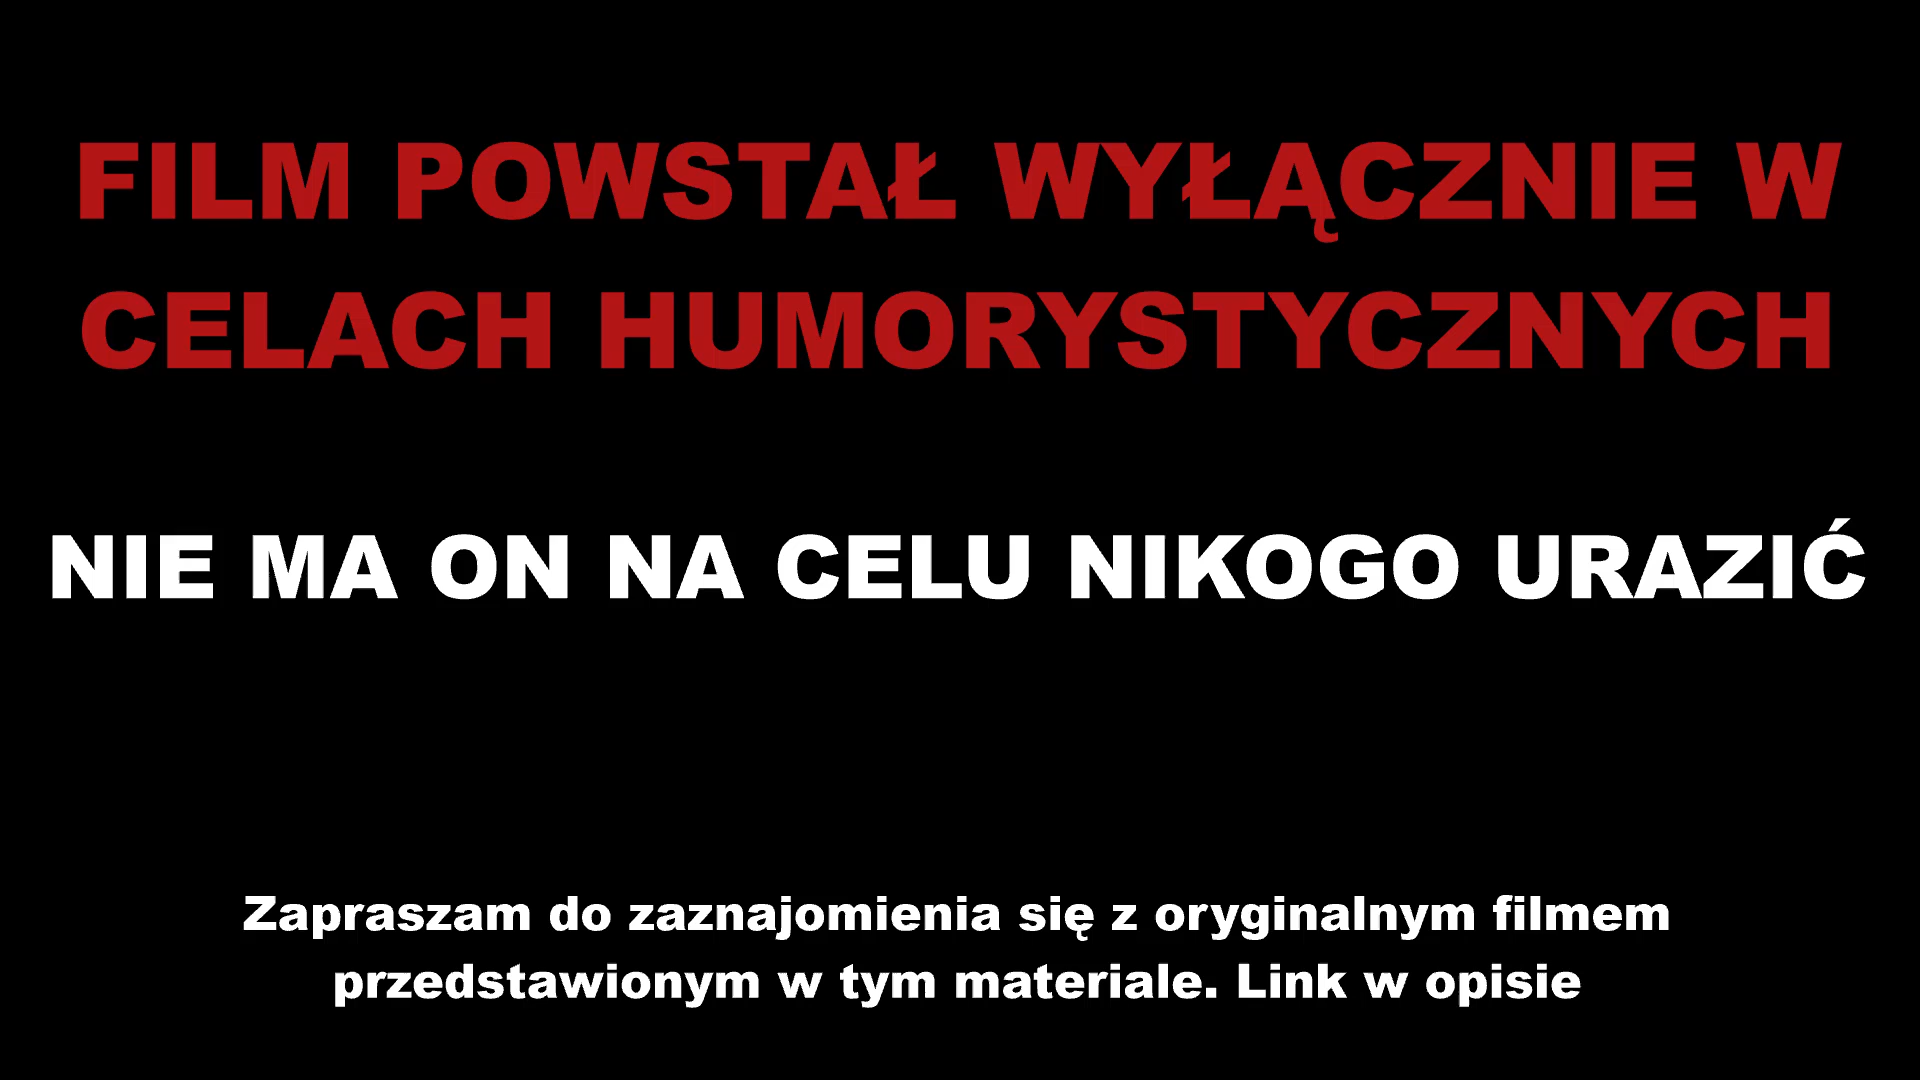 FILM POWSTAŁ WYŁĄCZNIE W
CELACH HUMORYSTYCZNYCH
NIE MA ON NA CELU NIKOGO URAZIĆ
Zapraszam do zaznajomienia się z oryginalnym filmem
przedstawionym w tym materiale. Link w opisie